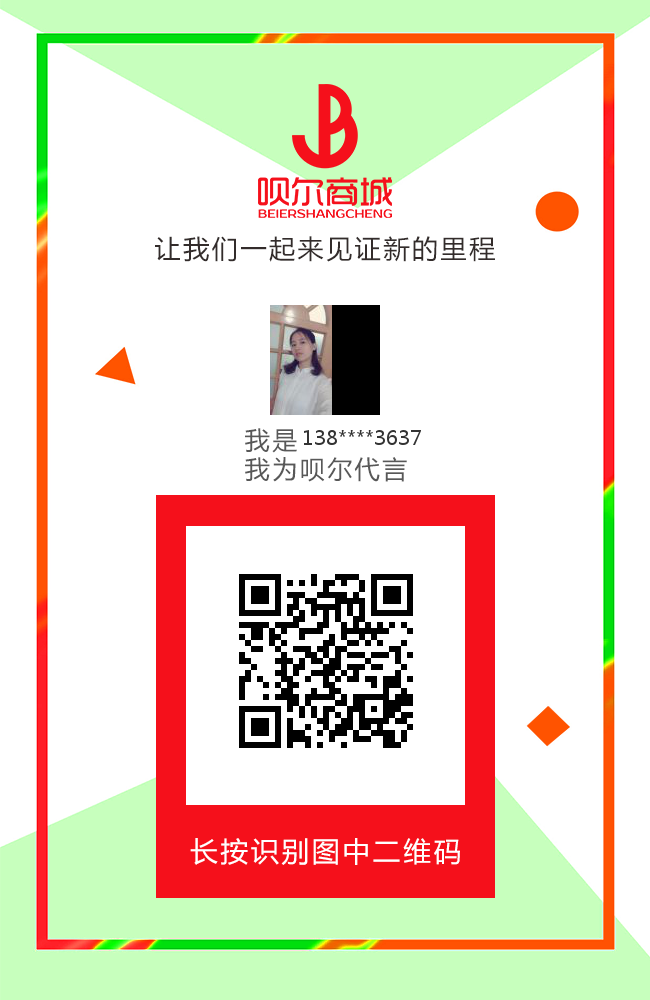 呗尔商城
BEIERSHANGCHENG
让我们一起来见证新的里程
我是 138****3637
我为呗尔代言
长按识别图中二维码